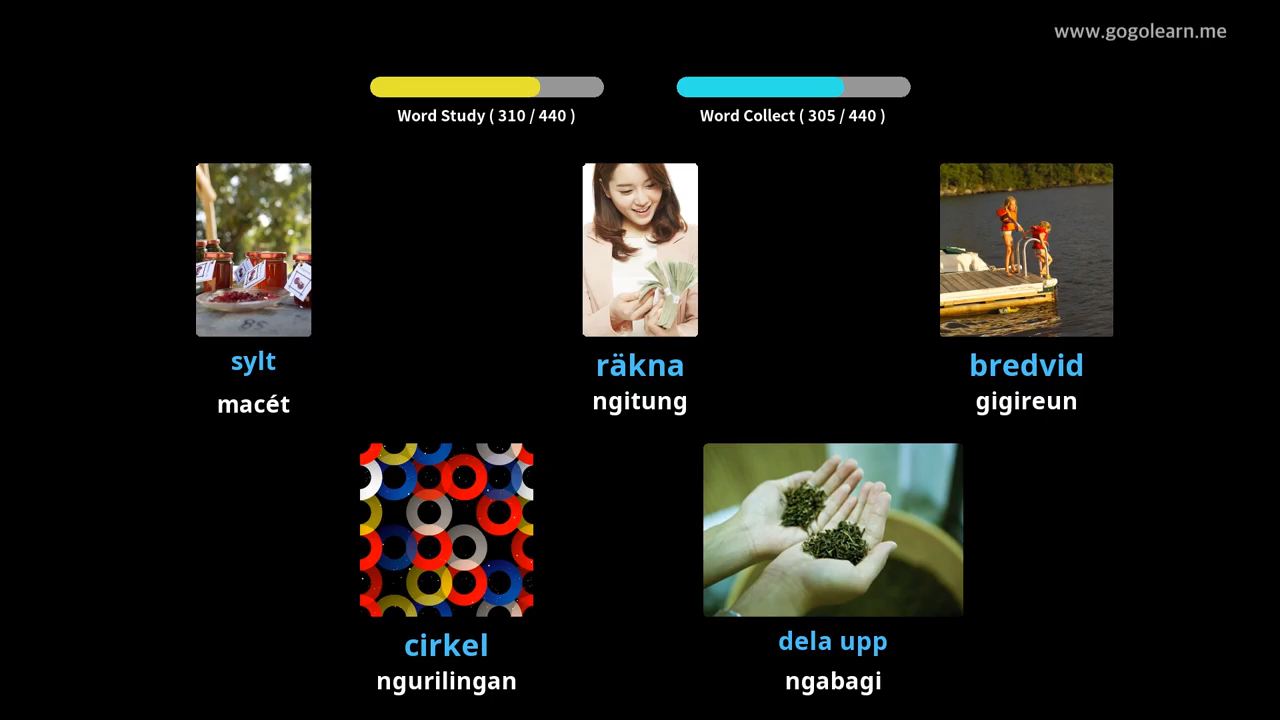 www.gogolearn.me
Word Study ( 310 / 440 )
Word Collect ( 305 / 440 )
sylt
macét
räkna
ngitung
bredvid
gigireun
cirkel
ngurilingan
dela upp
ngabagi